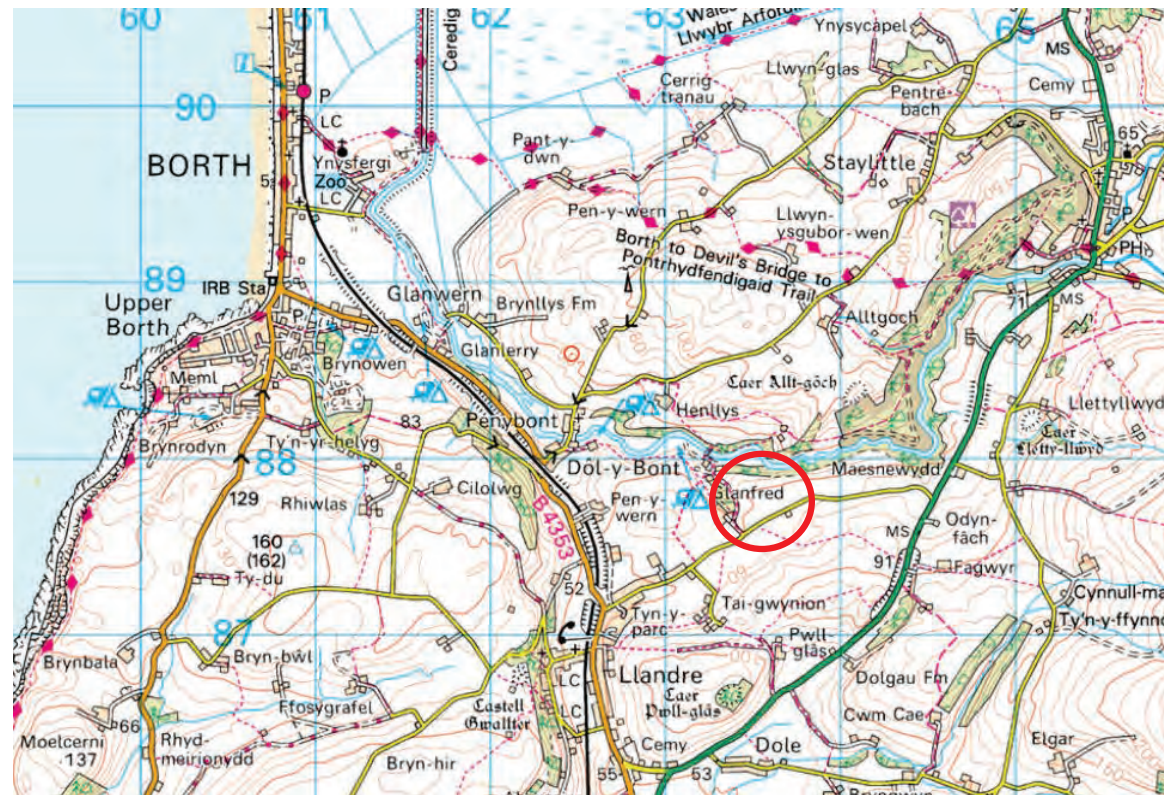 60
61
62
63
65
Wales
Llwybr Arfordir
Ynyscapel
MS
Ceredig
Llwyn-glas
Cerrig-
tranau
Pentre-
bach
Cemy
P
90
LC
Pant-y-
dwn
65
BORTH
Ynysfergi
Zoo
LC
5
Staylittle
Pen-y-wern
Llwyn-
ysgubor-wen
P
PH
Borth to Devil's Bridge to
Pontrhydfendigaid Trail
89
IRB Sta
Glanwern
Brynllys Fm
71
MS
Upper
Borth
P
Alltgoch
Glanlerry
Brynowen
Meml
Caer Allt-gôch
Henllys
Llettyllwyd
83
Penybont
Brynrodyn
Ty'n-yr-helyg
Caer
Lletty-llwyd
88
Dôl-y-Bont
Maesnewydd
129
Rhiwlas
Cilolwg
Pen-y-
wern
Glanfred
B 4353
MS
Odyn-
fâch
160
(162)
Ty-du
91
Fagwyr
52
Tai-gwynion
Cynnull-ma
Tyn-y-
parc
Ty'n-y-ffynno
87
Pwll-
glâs
Brynbala
Bryn-bwl
LC
Llandre
Dolgau Fm
Caer
Pwll-glâs
Ffosygrafel
Castell
Gwallter
LC
66
Cwm Cae
Moelcerni
137
Rhyd-
meirionydd
Cemy
Dole
Elgar
Bryn-hir
55
53